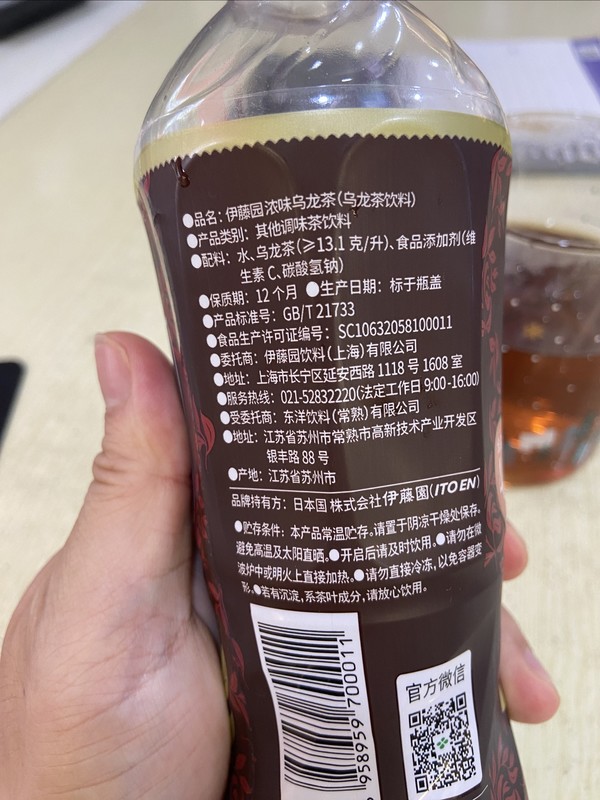 ●品名：伊藤园浓味乌龙茶（乌龙茶饮料）
●产品类别：其他调味茶饮料
●配料：水、乌龙茶（≥13.1 克/升）、食品添加剂（维
生素 C、碳酸氢钠）
●保质期：12 个月 ●生产日期：标于瓶盖
●产品标准号：GB/T 21733
●食品生产许可证编号：SC10632058100011
●委托商：伊藤园饮料（上海）有限公司
●地址：上海市长宁区延安西路 1118 号 1608 室
●服务热线：021-52832220(法定工作日 9:00-16:00)
●受委托商：东洋饮料（常熟）有限公司
●地址：江苏省苏州市常熟市高新技术产业开发区
银丰路 88 号
●产地：江苏省苏州市
品牌持有方：日本国 株式会社伊藤園(ITO EN)
●贮存条件：本产品常温贮存。请置于阴凉干燥处保存。
避免高温及太阳直晒。●开启后请及时饮用。●请勿在微
波炉中或明火上直接加热。●请勿直接冷冻，以免容器变
形。●若有沉淀，系茶叶成分，请放心饮用。
官方微信
958959 700011